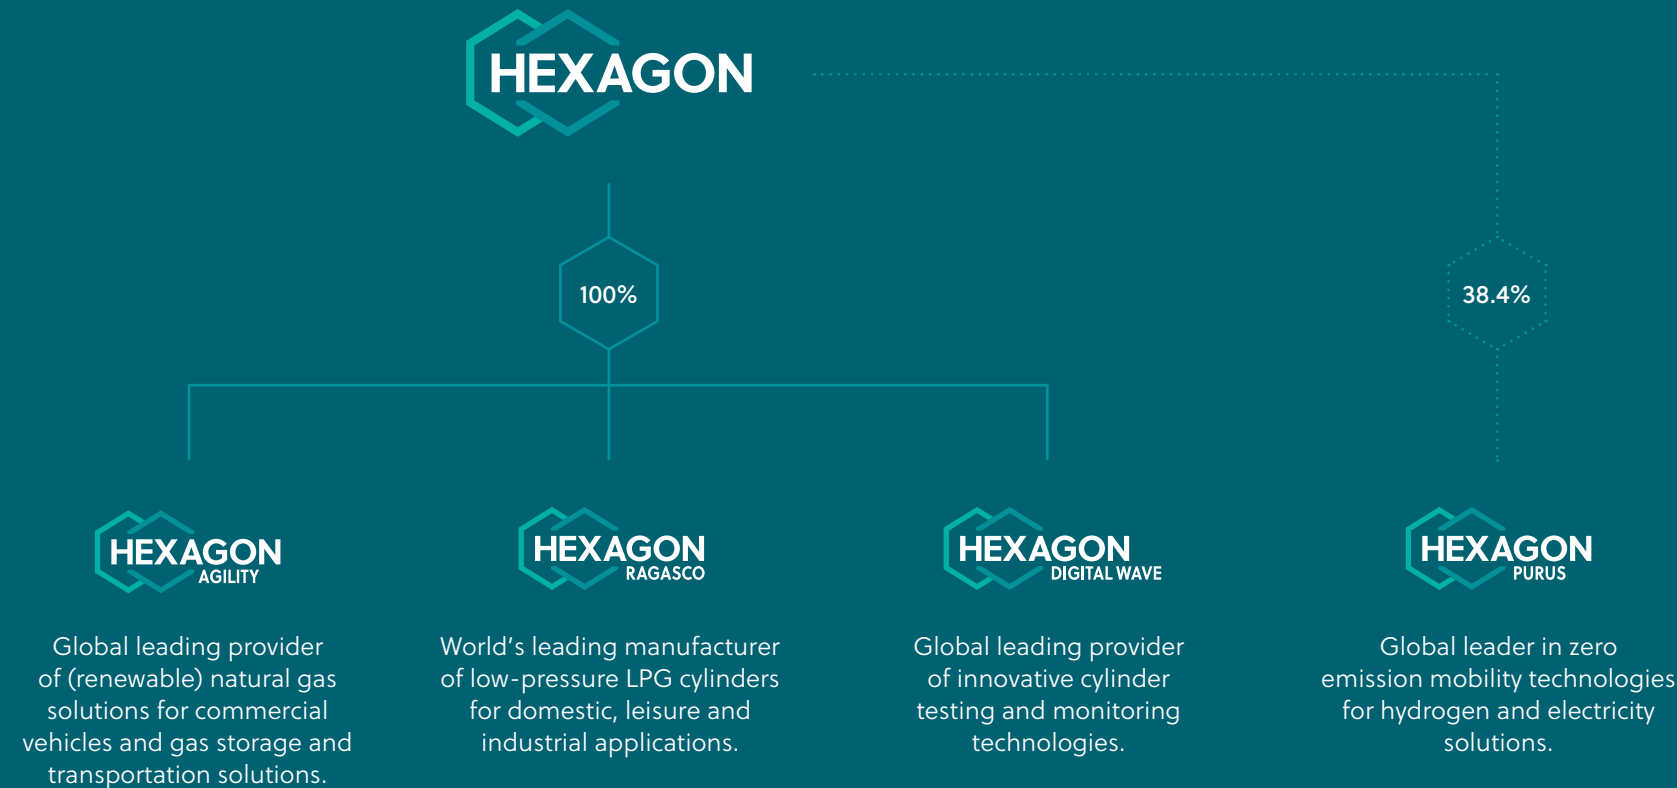 HEXAGON
100%
38.4%
HEXAGON
AGILITY
Global leading provider
of (renewable) natural gas
solutions for commercial
vehicles and gas storage and
transportation solutions.
HEXAGON
RAGASCO
World’s leading manufacturer
of low-pressure LPG cylinders
for domestic, leisure and
industrial applications.
HEXAGON
DIGITAL WAVE
Global leading provider
of innovative cylinder
testing and monitoring
technologies.
HEXAGON
PURUS
Global leader in zero
emission mobility technologies
for hydrogen and electricity
solutions.